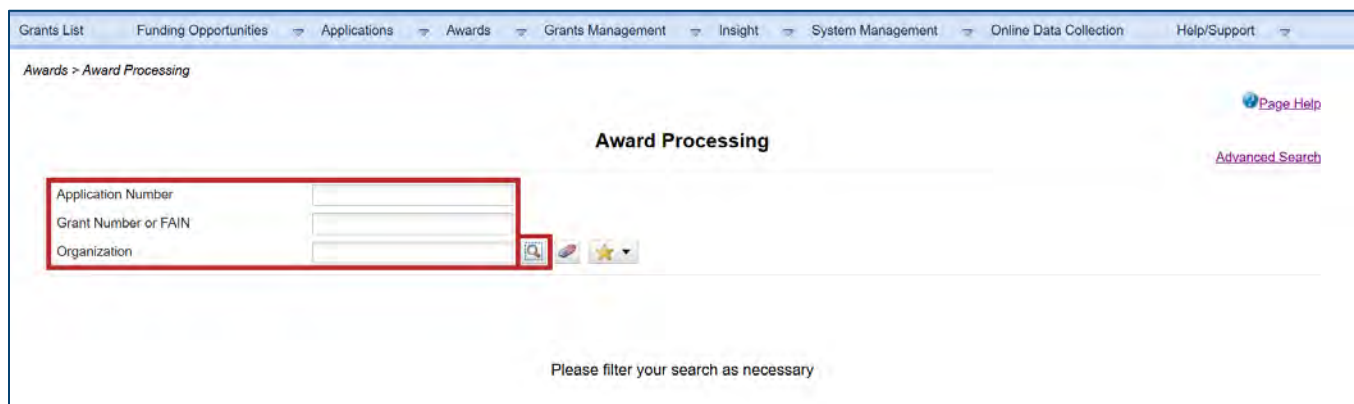 Grants List Funding Opportunities Applications Awards Grants Management Insight System Management Online Data Collection Help/Support
Awards > Award Processing
Page Help
Award Processing
Advanced Search
Application Number
Grant Number or FAIN
Organization
Please filter your search as necessary